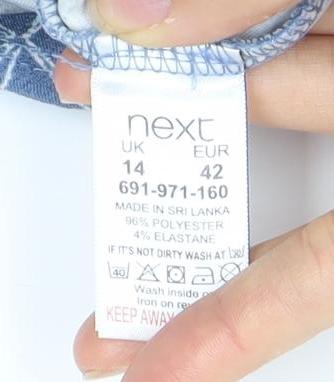 next
UK EUR
14 42
691-971-160
MADE IN SRI LANKA
96% POLYESTER
4% ELASTANE
IF IT'S NOT DIRTY WASH AT
40
Wash inside
Iron on
KEEP AWAY